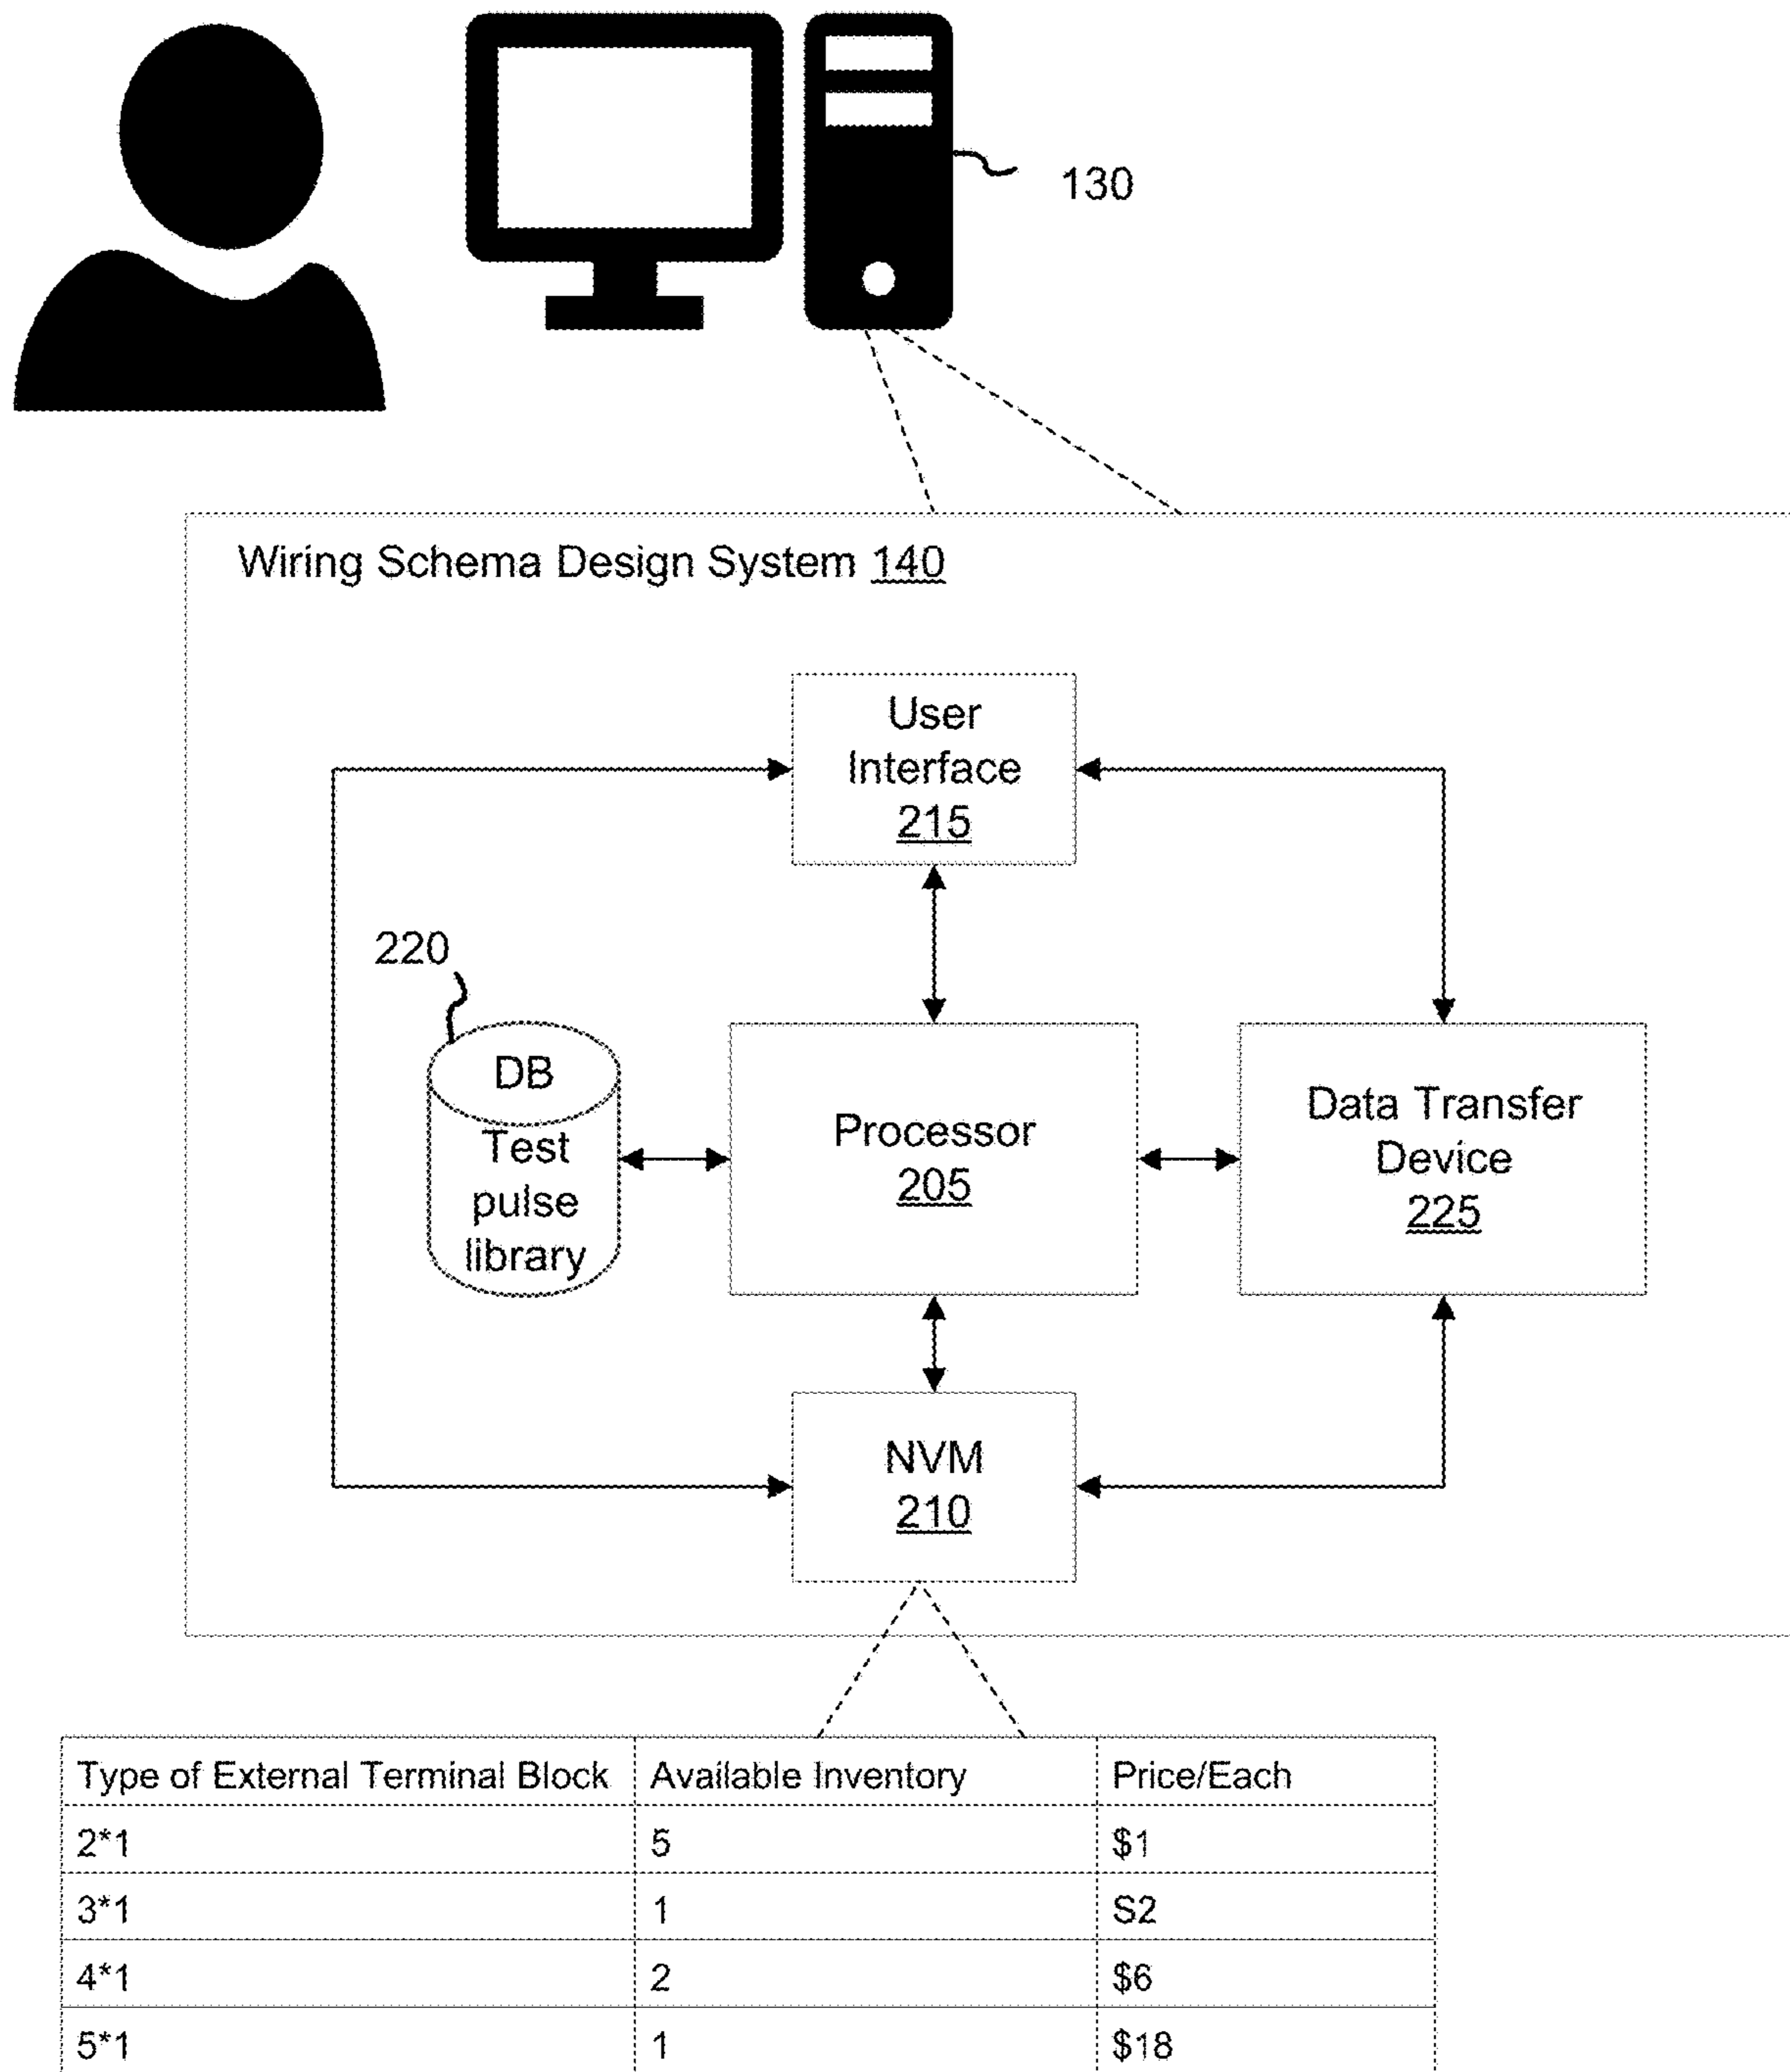 130
Wiring Schema Design System 140
User
Interface
215
220
DB
Test
pulse
library
Processor
205
Data Transfer
Device
225
NVM
210
Type of External Terminal Block Available Inventory Price/Each
2*1 5 $1
3*1 1 S2
4*1 2 $6
5*1 1 $18